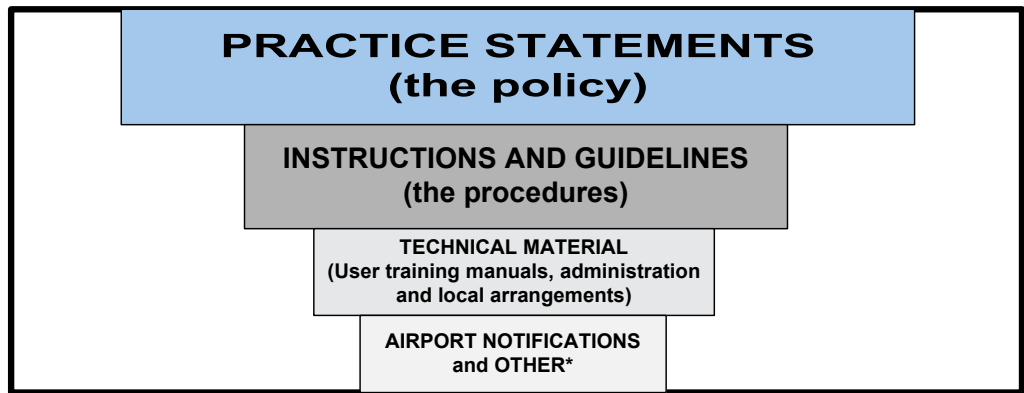 PRACTICE STATEMENTS
(the policy)
INSTRUCTIONS AND GUIDELINES
(the procedures)
TECHNICAL MATERIAL
(User training manuals, administration
and local arrangements)
AIRPORT NOTIFICATIONS
and OTHER*